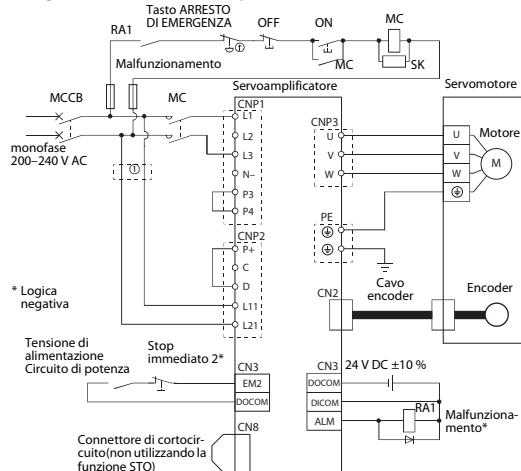 Tasto ARRESTO
DI EMERGENZA
OFF
ON
MC
RA1
①
MC
SK
Malfunzionamento
MCCB
MC
Servoamplificatore
Servomotore
CNP1
L1
L2
L3
N–
P3
P4
CNP3
U
V
W
U
V
W
Motore
M
monofase
200–240 V AC
①
PE
CNP2
P+
C
D
L11
L21
* Logica
negativa
CN2
Cavo
encoder
Encoder
Tensione di
alimentazione
Circuito di potenza
Stop
immediato 2*
CN3
EM2
DOCOM
CN3
24 V DC ±10 %
DOCOM
DICOM
ALM
RA1
Malfunziona-
mento*
CN8
Connettore di cortocir-
cuito(non utilizzando la
funzione STO)